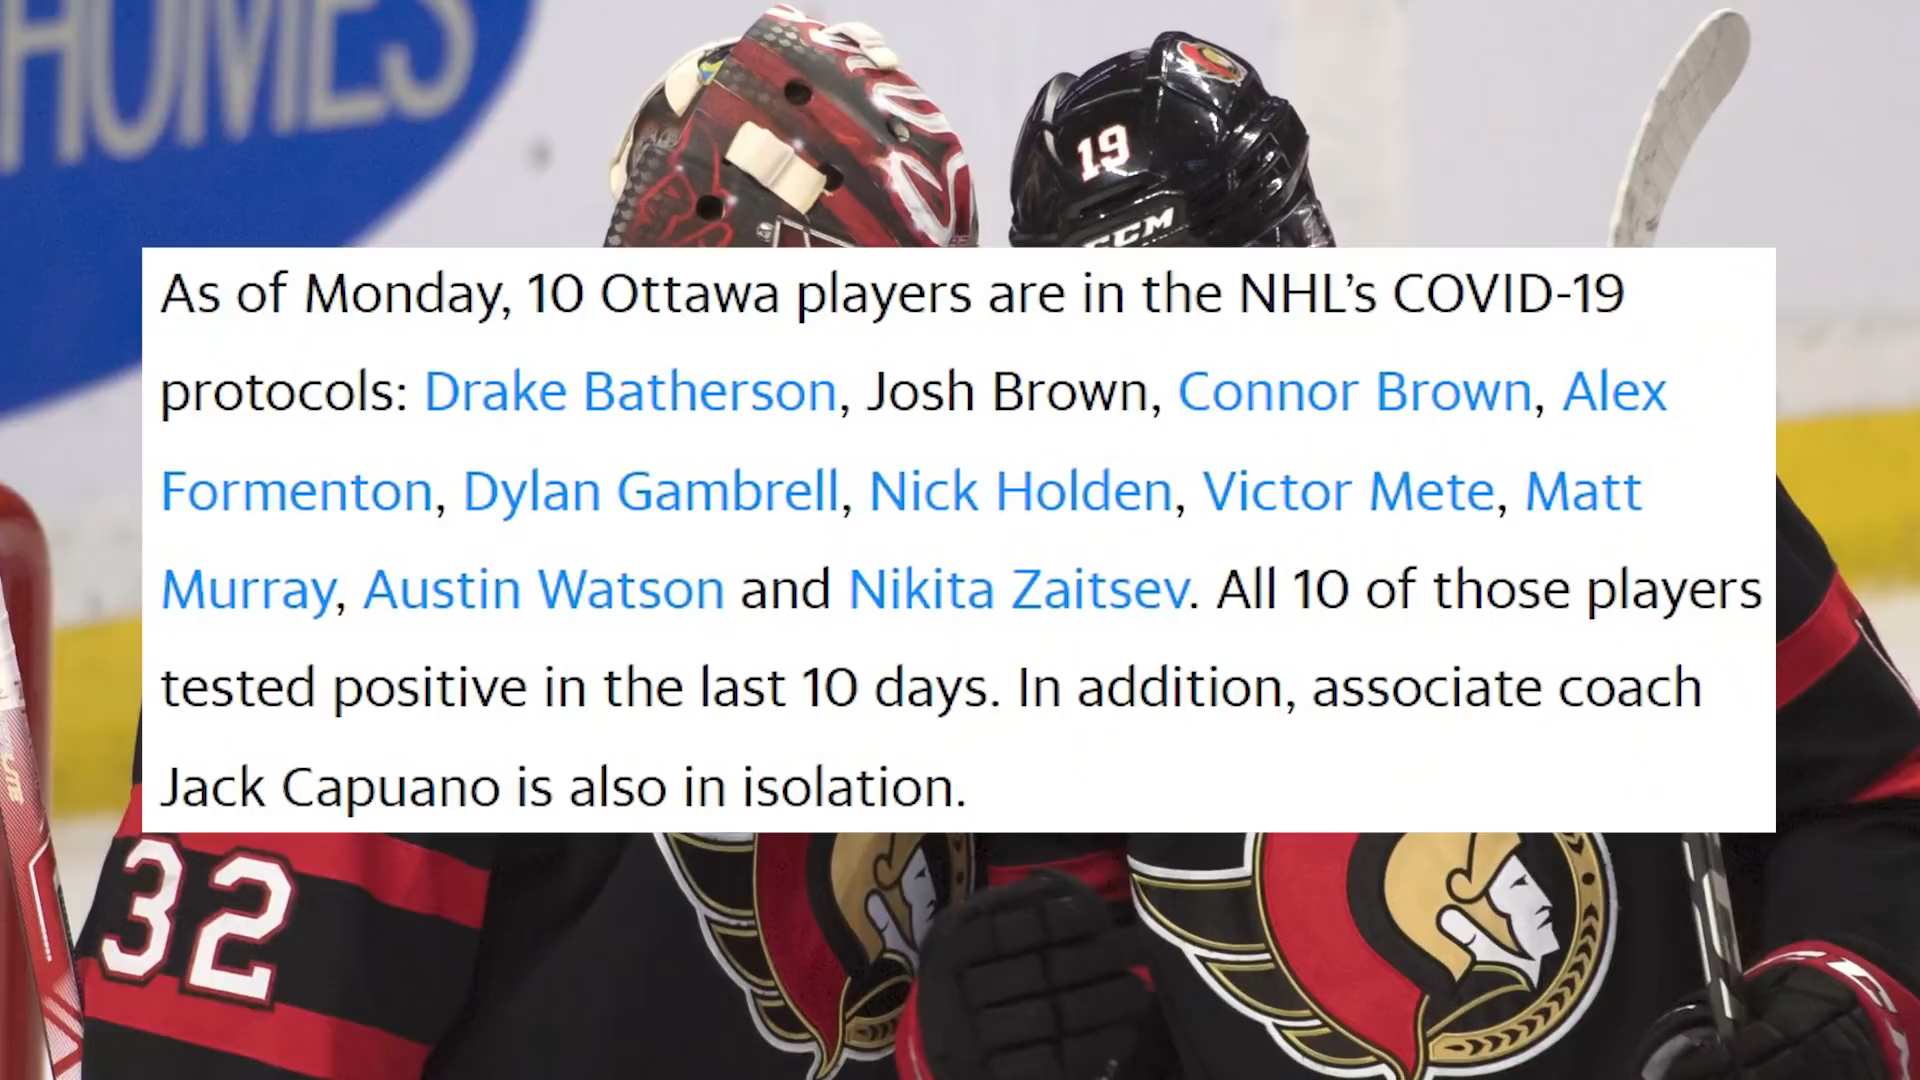 HOMES
19
CCM
As of Monday, 10 Ottawa players are in the NHL’s COVID-19
protocols: Drake Batherson, Josh Brown, Connor Brown, Alex
Formenton, Dylan Gambrell, Nick Holden, Victor Mete, Matt
Murray, Austin Watson and Nikita Zaitsev. All 10 of those players
tested positive in the last 10 days. In addition, associate coach
Jack Capuano is also in isolation.
32